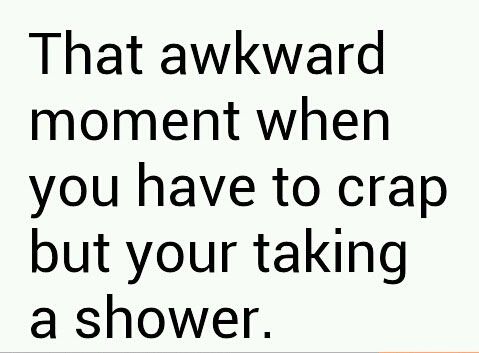 That awkward
moment when
you have to crap
but your taking
a shower.